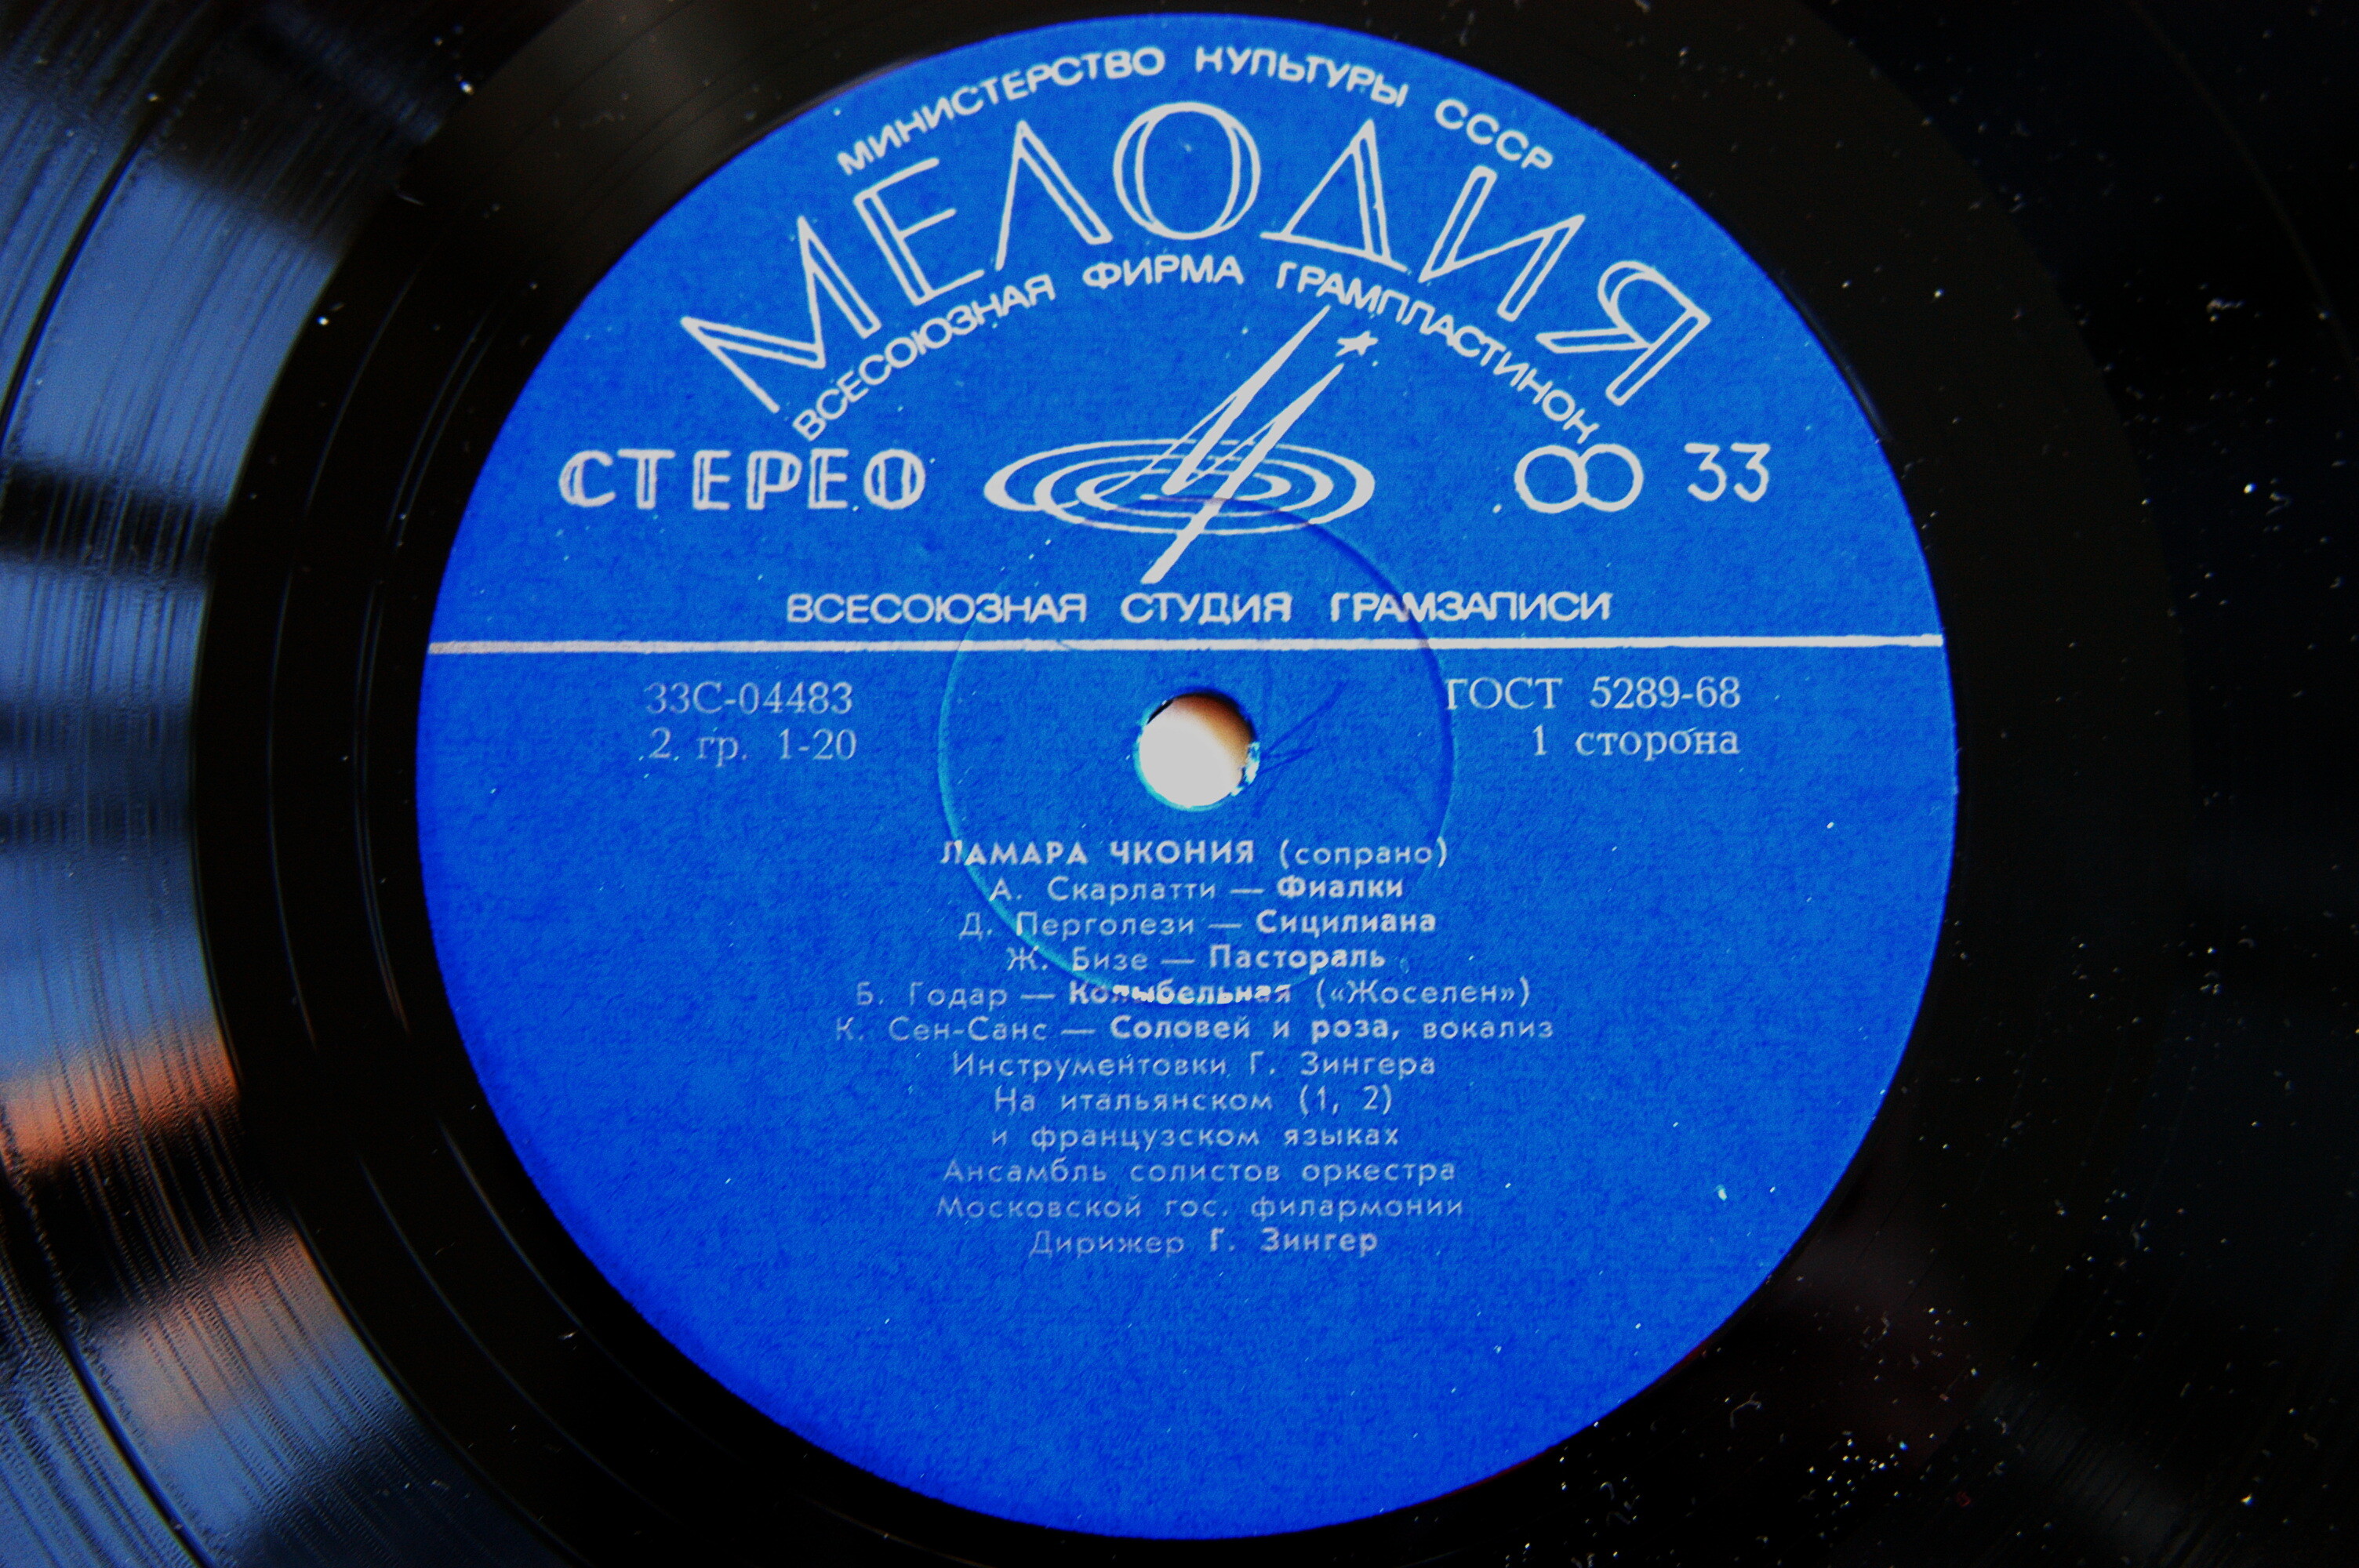 МИНИСТЕРСТВО КУЛЬТУРЫ СССР
МЕЛОДИЯ
ВСЕСОЮЗНАЯ ФИРМА ГРАМПЛАСТИНОК
СТЕРЕО 33
ВСЕСОЮЗНАЯ СТУДИЯ ГРАМЗАПИСИ
33С-04483 ГОСТ 5289-68
2. гр. 1-20 1 сторона
ЛАМАРА ЧКОНИЯ (сопрано)
А. Скарлатти — Фиалки
Д. Перголези — Сицилиана
Ж. Бизе — Пастораль
Б. Годар — Колыбельная («Жоселен»)
К. Сен-Санс — Соловей и роза, вокализ
Инструментовки Г. Зингера
На итальянском (1, 2)
и французском языках
Ансамбль солистов оркестра
Московской гос. филармонии
Дирижер Г. Зингер